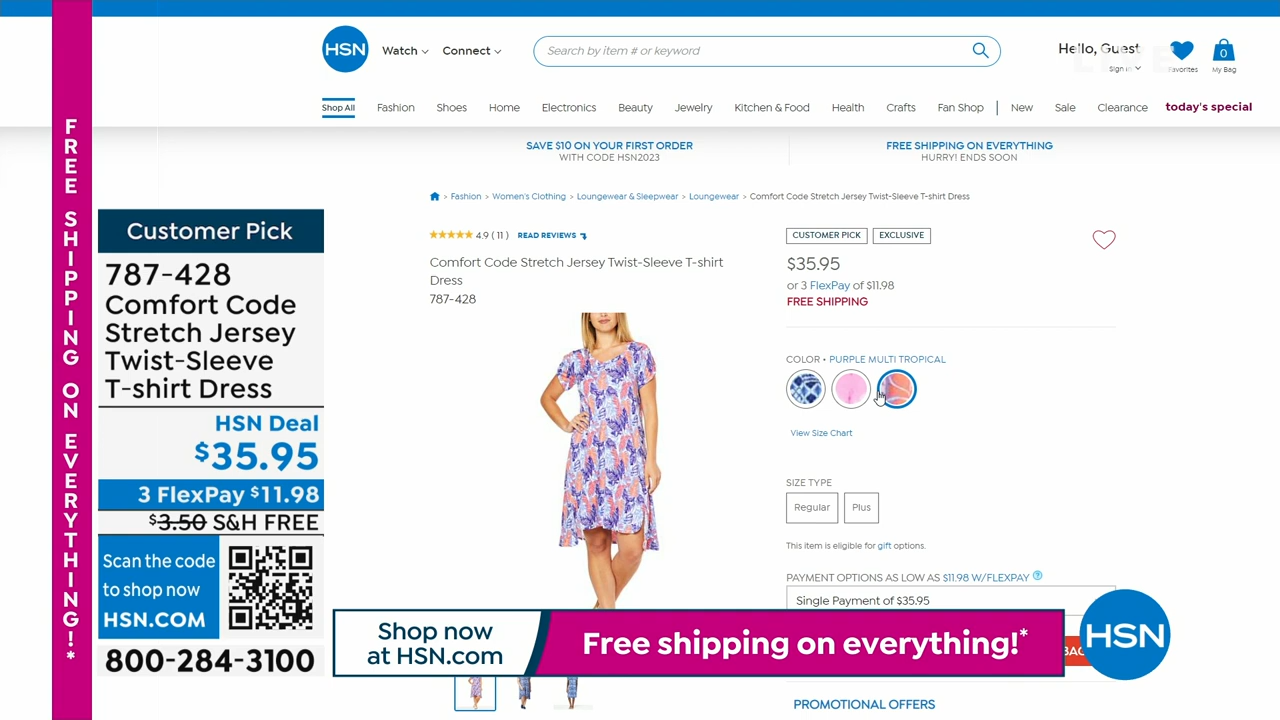 FREE SHIPPING ON EVERYTHING!*
HSN
Watch
Connect
Search by item # or keyword
Hello, Guest
Sign in
Favorites
0
My Bag
Shop All
Fashion
Shoes
Home
Electronics
Beauty
Jewelry
Kitchen & Food
Health
Crafts
Fan Shop
New
Sale
Clearance
today's special
SAVE $10 ON YOUR FIRST ORDER
WITH CODE HSN2023
FREE SHIPPING ON EVERYTHING
HURRY! ENDS SOON
> Fashion > Women's Clothing > Loungewear & Sleepwear > Loungewear > Comfort Code Stretch Jersey Twist-Sleeve T-shirt Dress
Customer Pick
787-428
Comfort Code
Stretch Jersey
Twist-Sleeve
T-shirt Dress
HSN Deal
$35.95
3 FlexPay $11.98
$3.50 S&H FREE
Scan the code
to shop now
HSN.COM
800-284-3100
4.9 ( 11 ) READ REVIEWS
Comfort Code Stretch Jersey Twist-Sleeve T-shirt
Dress
787-428
CUSTOMER PICK
EXCLUSIVE
$35.95
or 3 FlexPay of $11.98
FREE SHIPPING
COLOR • PURPLE MULTI TROPICAL
View Size Chart
SIZE TYPE
Regular
Plus
This item is eligible for gift options.
PAYMENT OPTIONS AS LOW AS $11.98 W/FLEXPAY ?
Single Payment of $35.95
Shop now
at HSN.com
Free shipping on everything!*
HSN
PROMOTIONAL OFFERS